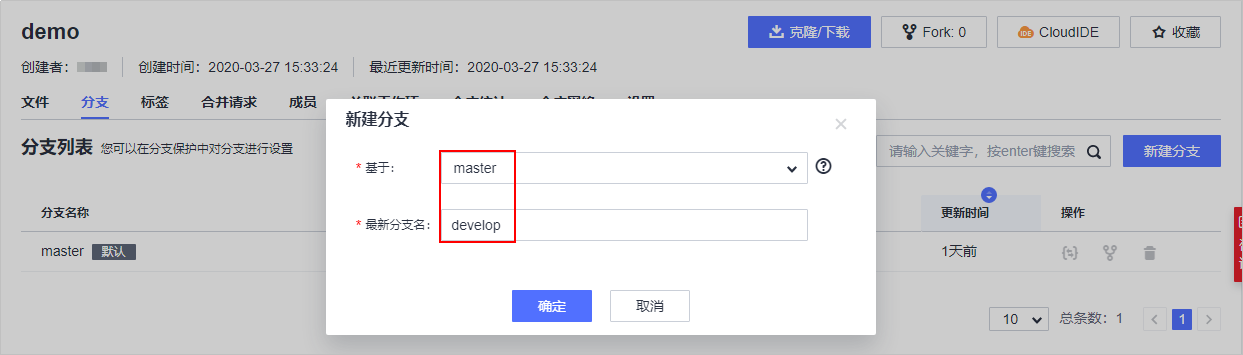 demo
克隆/下载 Fork: 0 IDE CloudIDE 收藏
创建者: 创建时间: 2020-03-27 15:33:24 最近更新时间: 2020-03-27 15:33:24
文件 分支 标签 合并请求 成员
新建分支
分支列表 您可以在分支保护中对分支进行设置
请输入关键字，按enter键搜索 新建分支
* 基于: master
* 最新分支名: develop
分支名称 更新时间 操作
master 默认 1天前
确定 取消
10 总条数: 1 1